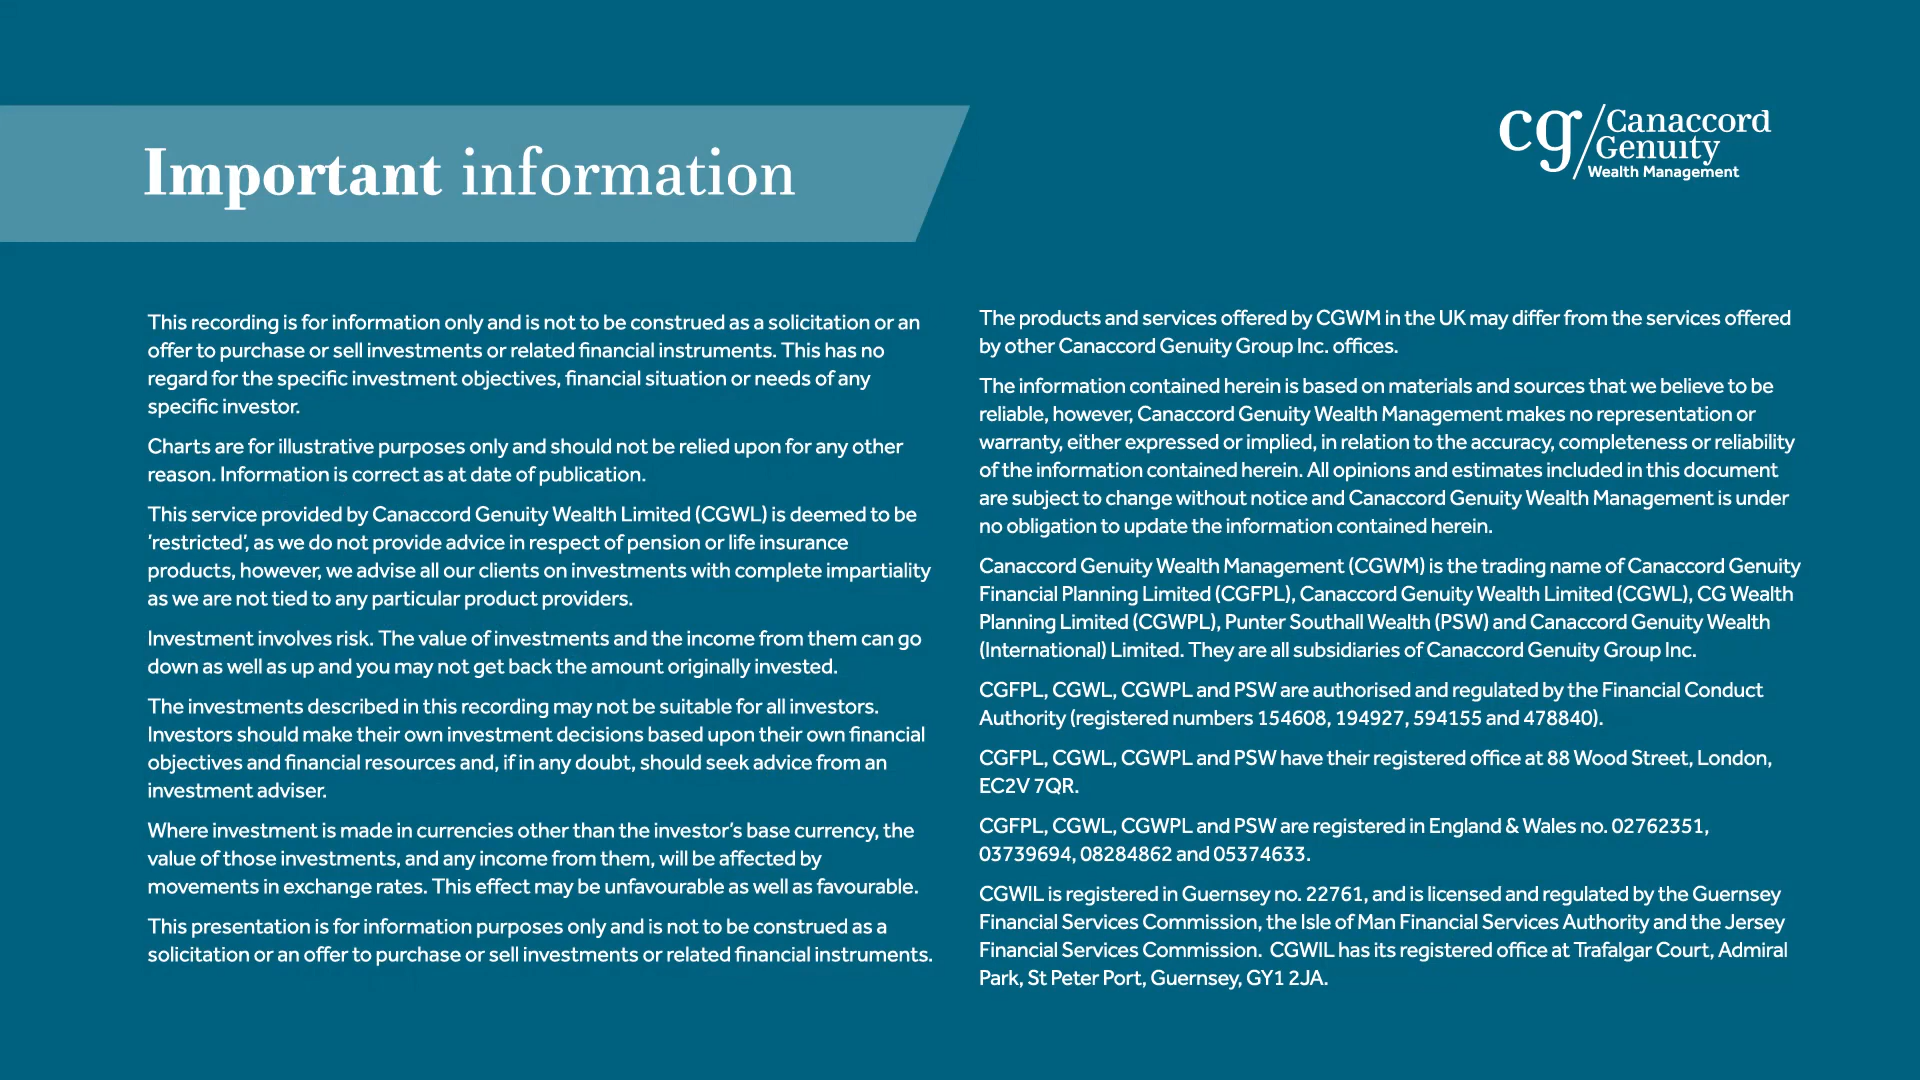 Important information
cg/Canaccord
Genuity
Wealth Management
This recording is for information only and is not to be construed as a solicitation or an
offer to purchase or sell investments or related financial instruments. This has no
regard for the specific investment objectives, financial situation or needs of any
specific investor.
Charts are for illustrative purposes only and should not be relied upon for any other
reason. Information is correct as at date of publication.
This service provided by Canaccord Genuity Wealth Limited (CGWL) is deemed to be
'restricted', as we do not provide advice in respect of pension or life insurance
products, however, we advise all our clients on investments with complete impartiality
as we are not tied to any particular product providers.
Investment involves risk. The value of investments and the income from them can go
down as well as up and you may not get back the amount originally invested.
The investments described in this recording may not be suitable for all investors.
Investors should make their own investment decisions based upon their own financial
objectives and financial resources and, if in any doubt, should seek advice from an
investment adviser.
Where investment is made in currencies other than the investor's base currency, the
value of those investments, and any income from them, will be affected by
movements in exchange rates. This effect may be unfavourable as well as favourable.
This presentation is for information purposes only and is not to be construed as a
solicitation or an offer to purchase or sell investments or related financial instruments.
The products and services offered by CGWM in the UK may differ from the services offered
by other Canaccord Genuity Group Inc. offices.
The information contained herein is based on materials and sources that we believe to be
reliable, however, Canaccord Genuity Wealth Management makes no representation or
warranty, either expressed or implied, in relation to the accuracy, completeness or reliability
of the information contained herein. All opinions and estimates included in this document
are subject to change without notice and Canaccord Genuity Wealth Management is under
no obligation to update the information contained herein.
Canaccord Genuity Wealth Management (CGWM) is the trading name of Canaccord Genuity
Financial Planning Limited (CGFPL), Canaccord Genuity Wealth Limited (CGWL), CG Wealth
Planning Limited (CGWPL), Punter Southall Wealth (PSW) and Canaccord Genuity Wealth
(International) Limited. They are all subsidiaries of Canaccord Genuity Group Inc.
CGFPL, CGWL, CGWPL and PSW are authorised and regulated by the Financial Conduct
Authority (registered numbers 154608, 194927, 594155 and 478840).
CGFPL, CGWL, CGWPL and PSW have their registered office at 88 Wood Street, London,
EC2V 7QR.
CGFPL, CGWL, CGWPL and PSW are registered in England & Wales no. 02762351,
03739694, 08284862 and 05374633.
CGWIL is registered in Guernsey no. 22761, and is licensed and regulated by the Guernsey
Financial Services Commission, the Isle of Man Financial Services Authority and the Jersey
Financial Services Commission.  CGWIL has its registered office at Trafalgar Court, Admiral
Park, St Peter Port, Guernsey, GY1 2JA.